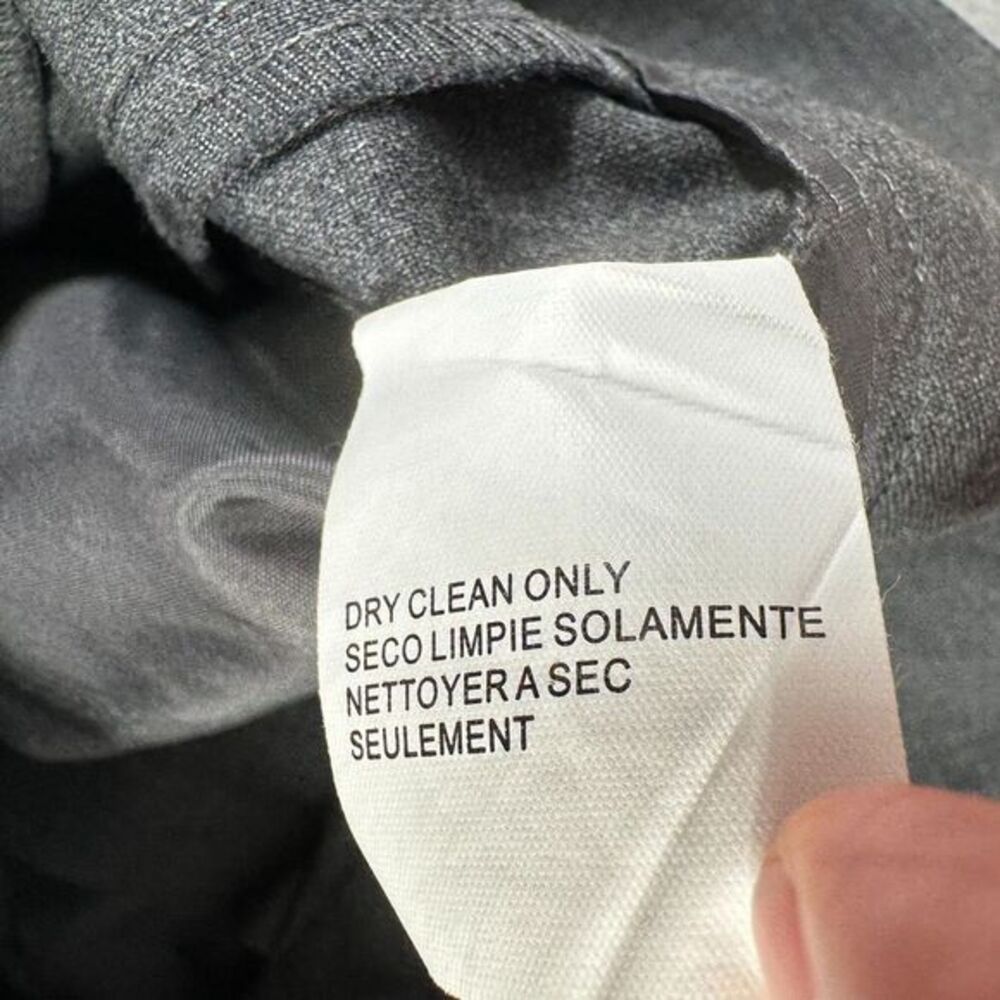 DRY CLEAN ONLY
SECO LIMPIE SOLAMENTE
NETTOYER A SEC
SEULEMENT